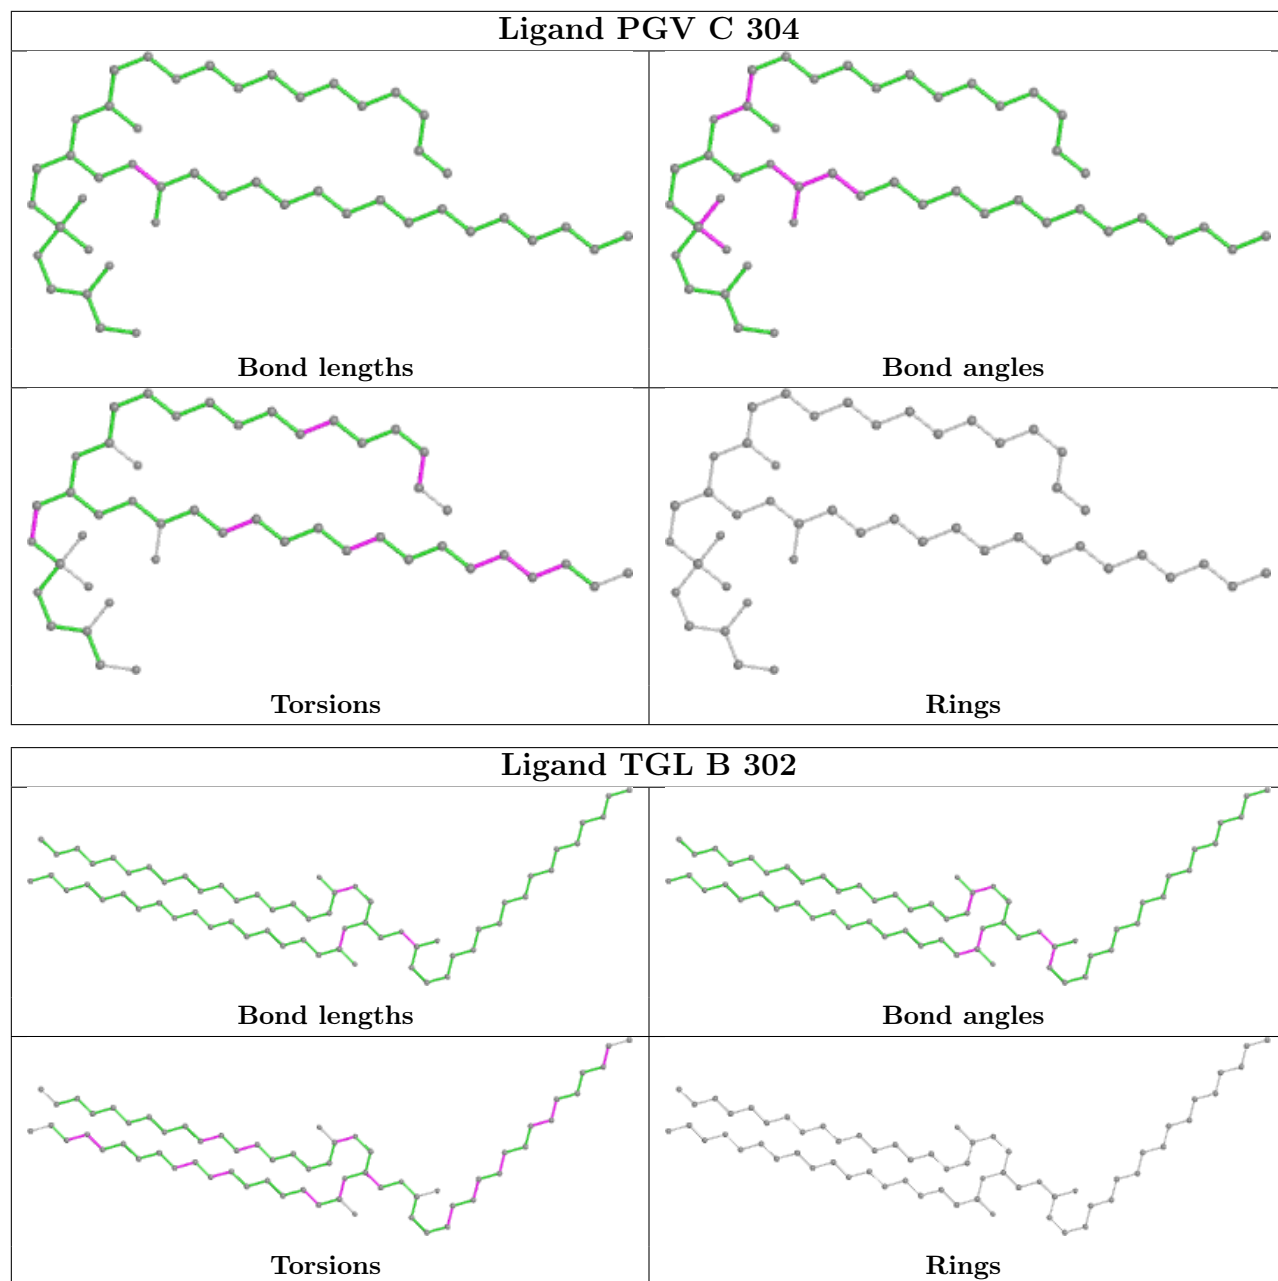 Ligand PGV C 304
Bond lengths
Bond angles
Torsions
Rings
Ligand TGL B 302
Bond lengths
Bond angles
Torsions
Rings